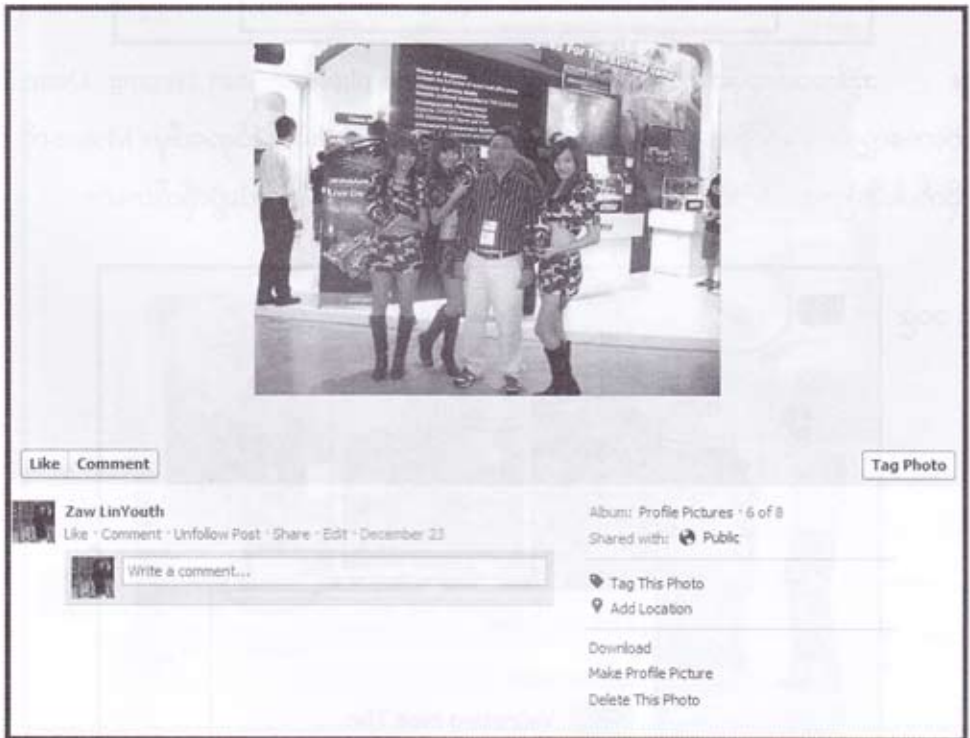 Like Comment
Tag Photo
Zaw LinYouth
Like · Comment · Unfollow Post · Share · Edit · December 23
Write a comment...
Album: Profile Pictures · 6 of 8
Shared with: Public
Tag This Photo
Add Location
Download
Make Profile Picture
Delete This Photo